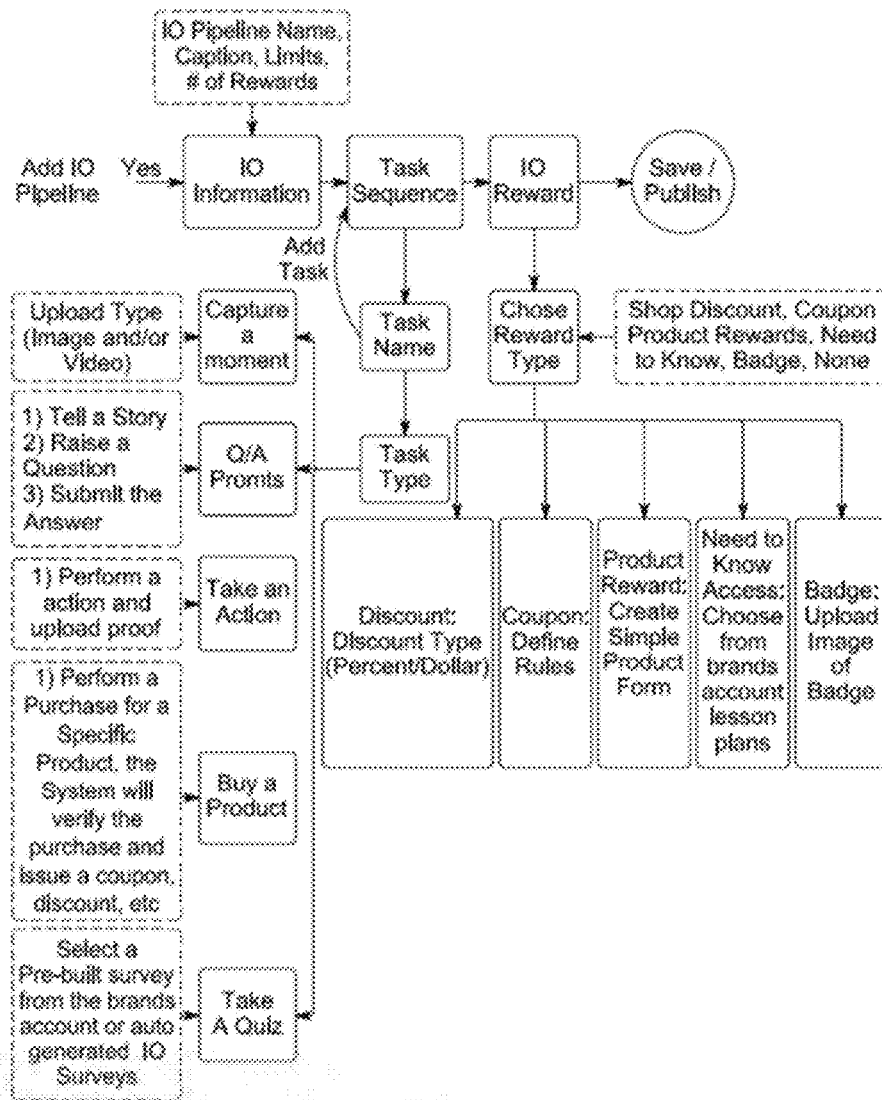 IO Pipeline Name,
Caption, Limits,
# of Rewards
Add IO
Pipeline
Yes
IO
Information
Task
Sequence
IO
Reward
Save /
Publish
Add
Task
Upload Type
(Image and/or
Video)
Capture
a
moment
Task
Name
Chose
Reward
Type
Shop Discount, Coupon
Product Rewards, Need
to Know, Badge, None
1) Tell a Story
2) Raise a
Question
3) Submit the
Answer
Q/A
Promts
Task
Type
1) Perform a
action and
upload proof
Take an
Action
Discount:
Discount Type
(Percent/Dollar)
Coupon:
Define
Rules
Product
Reward:
Create
Simple
Product
Form
Need to
Know
Access:
Choose
from
brands
account
lesson
plans
Badge:
Upload
Image
of
Badge
1) Perform a
Purchase for a
Specific
Product, the
System will
verify the
purchase and
issue a coupon,
discount, etc
Buy a
Product
Select a
Pre-built survey
from the brands
account or auto
generated IO
Surveys
Take
A Quiz